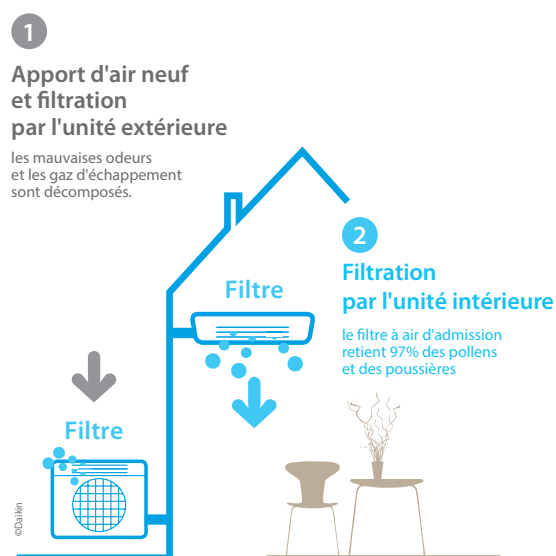 1
Apport d'air neuf
et filtration
par l'unité extérieure
les mauvaises odeurs
et les gaz d'échappement
sont décomposés.
2
Filtration
par l'unité intérieure
le filtre à air d'admission
retient 97% des pollens
et des poussières
Filtre
Filtre
©Daikin